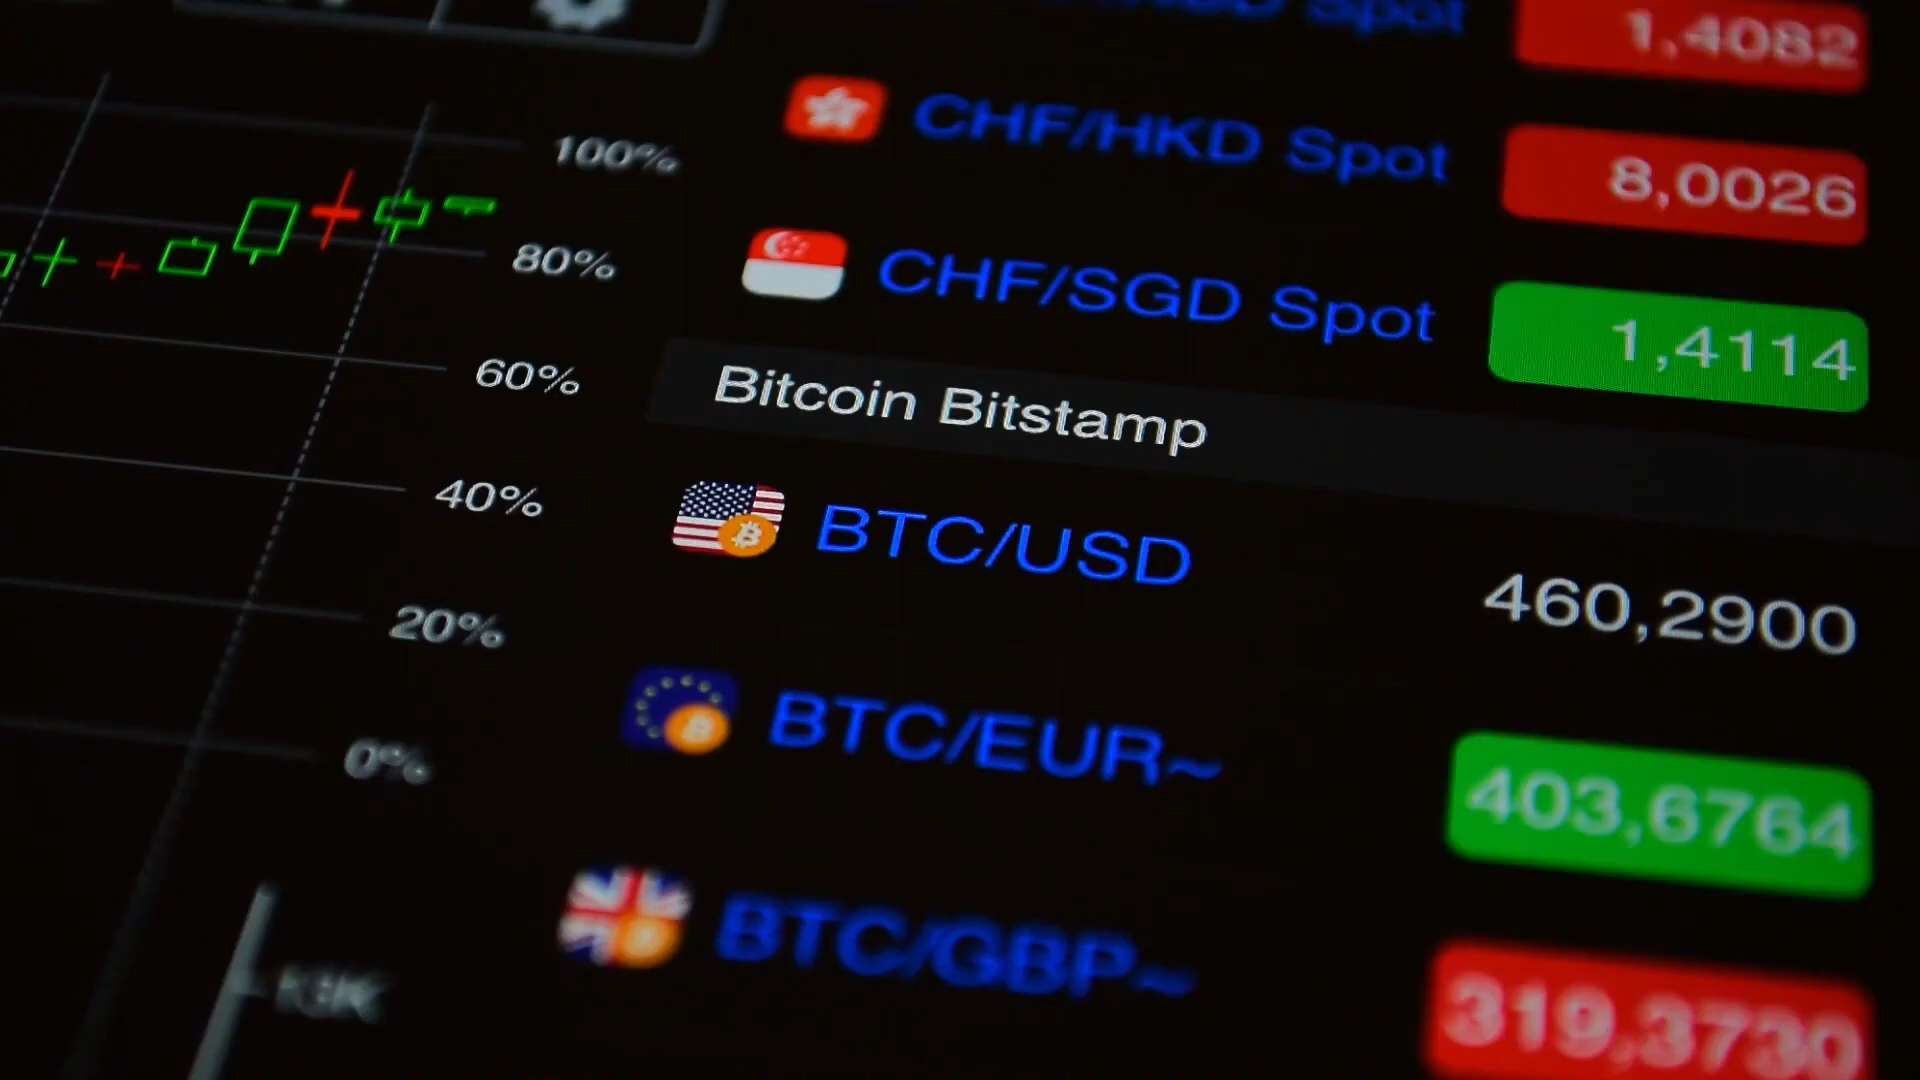 Spot 1,4082
100%
CHF/HKD Spot 8,0026
80%
CHF/SGD Spot 1,4114
60%
Bitcoin Bitstamp
40%
BTC/USD 460,2900
20%
BTC/EUR~ 403,6764
0%
BTC/GBP~ 319,3730